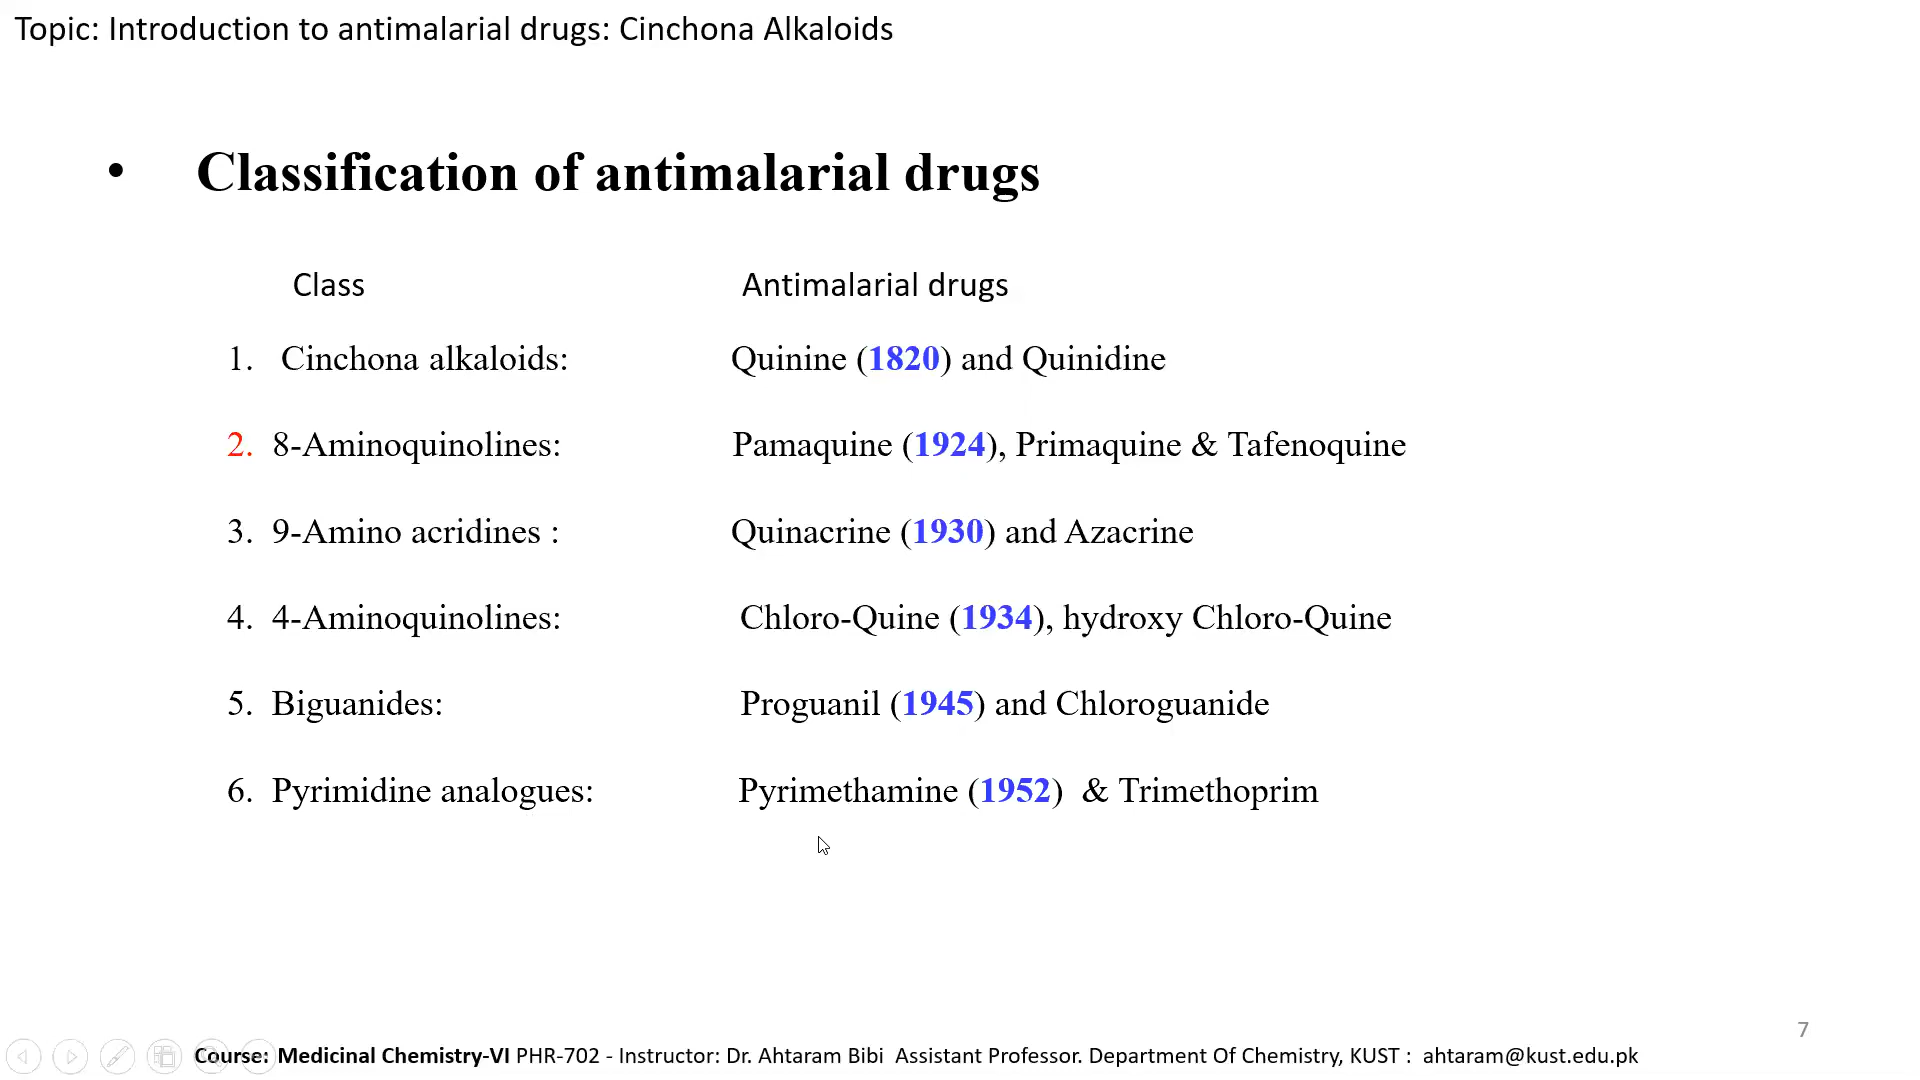 Topic: Introduction to antimalarial drugs: Cinchona Alkaloids
• Classification of antimalarial drugs
Class Antimalarial drugs
1. Cinchona alkaloids: Quinine (1820) and Quinidine
2. 8-Aminoquinolines: Pamaquine (1924), Primaquine & Tafenoquine
3. 9-Amino acridines : Quinacrine (1930) and Azacrine
4. 4-Aminoquinolines: Chloro-Quine (1934), hydroxy Chloro-Quine
5. Biguanides: Proguanil (1945) and Chloroguanide
6. Pyrimidine analogues: Pyrimethamine (1952) & Trimethoprim
7
Course: Medicinal Chemistry-VI PHR-702 - Instructor: Dr. Ahtaram Bibi Assistant Professor. Department Of Chemistry, KUST : ahtaram@kust.edu.pk